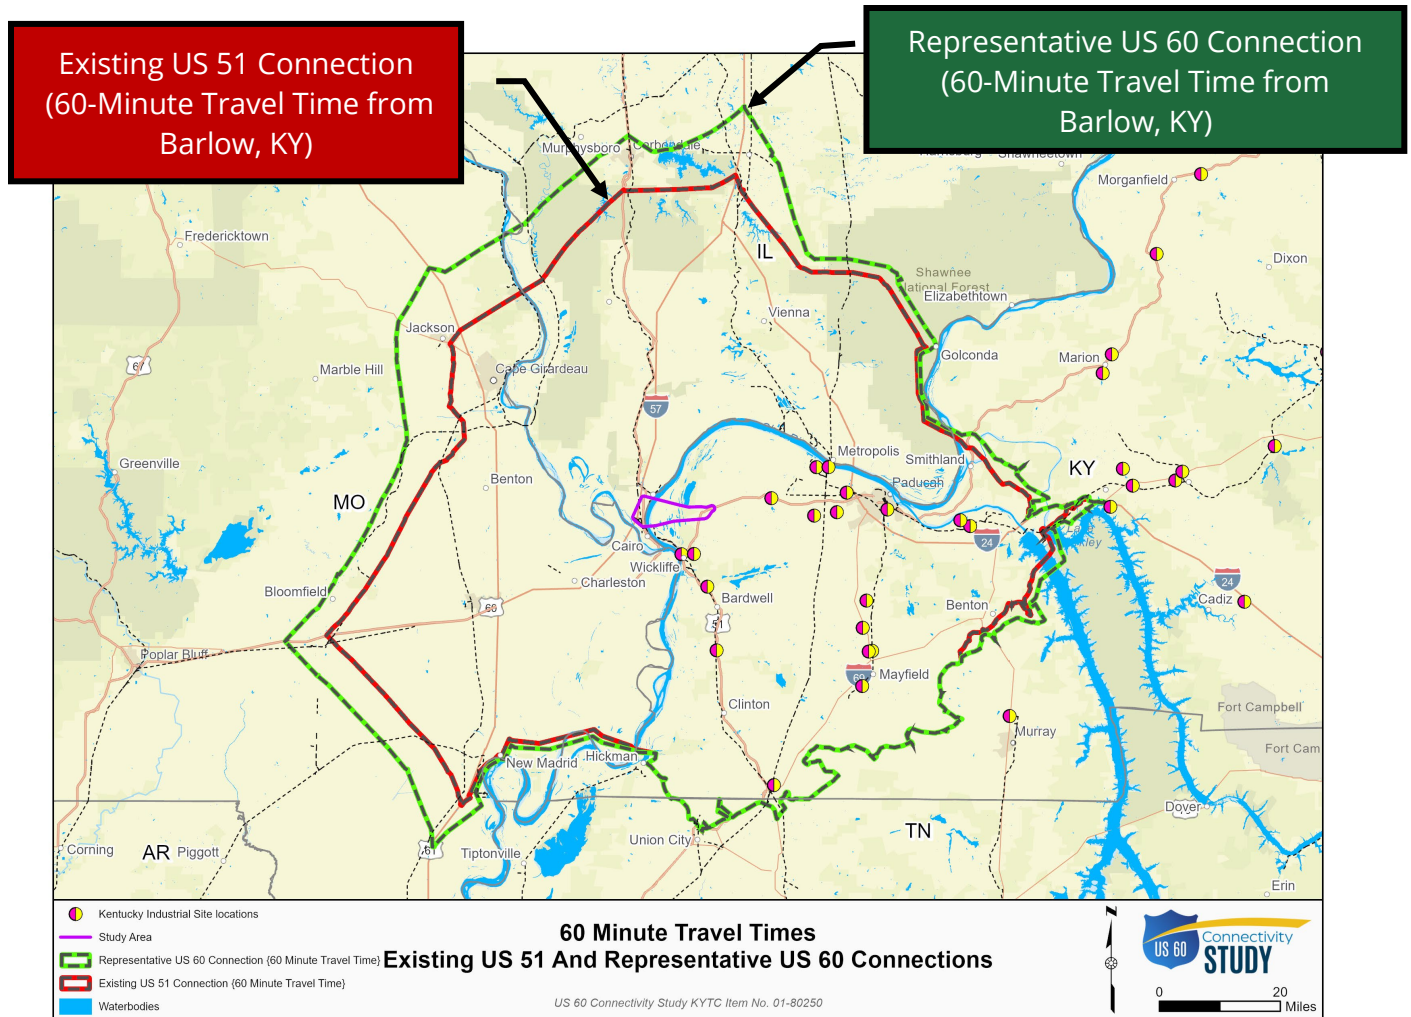 Existing US 51 Connection
(60-Minute Travel Time from
Barlow, KY)
Representative US 60 Connection
(60-Minute Travel Time from
Barlow, KY)
Murphysboro
Carbondale
Shawneetown
Morganfield
Fredericktown
IL
Dixon
Shawnee
National Forest
Elizabethtown
Vienna
Jackson
Golconda
Marion
67
Marble Hill
Cape Girardeau
57
Metropolis
Greenville
Smithland
KY
Benton
Paducah
MO
Cairo
24
Wickliffe
Charleston
24
Bloomfield
Bardwell
Benton
Cadiz
60
51
Poplar Bluff
69
Mayfield
Clinton
Fort Campbell
Murray
Fort Cam
New Madrid
Hickman
Dover
Union City
TN
Corning
AR
Piggott
61
Tiptonville
Erin
Kentucky Industrial Site locations
Study Area
Representative US 60 Connection {60 Minute Travel Time}
Existing US 51 Connection {60 Minute Travel Time}
Waterbodies
60 Minute Travel Times
Existing US 51 And Representative US 60 Connections
US 60 Connectivity Study KYTC Item No. 01-80250
N
US 60
Connectivity
STUDY
0
20
Miles